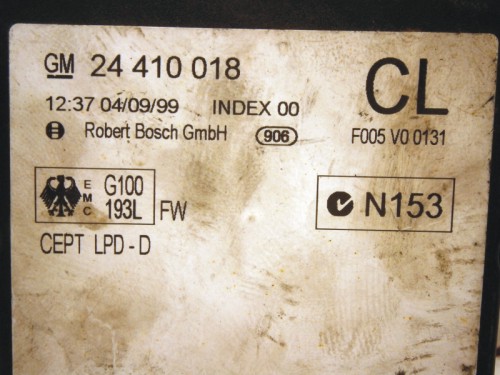 GM 24 410 018 CL
12:37 04/09/99 INDEX 00
Robert Bosch GmbH 906 F005 V0 0131
EMC G100 193L FW N153
CEPT LPD - D